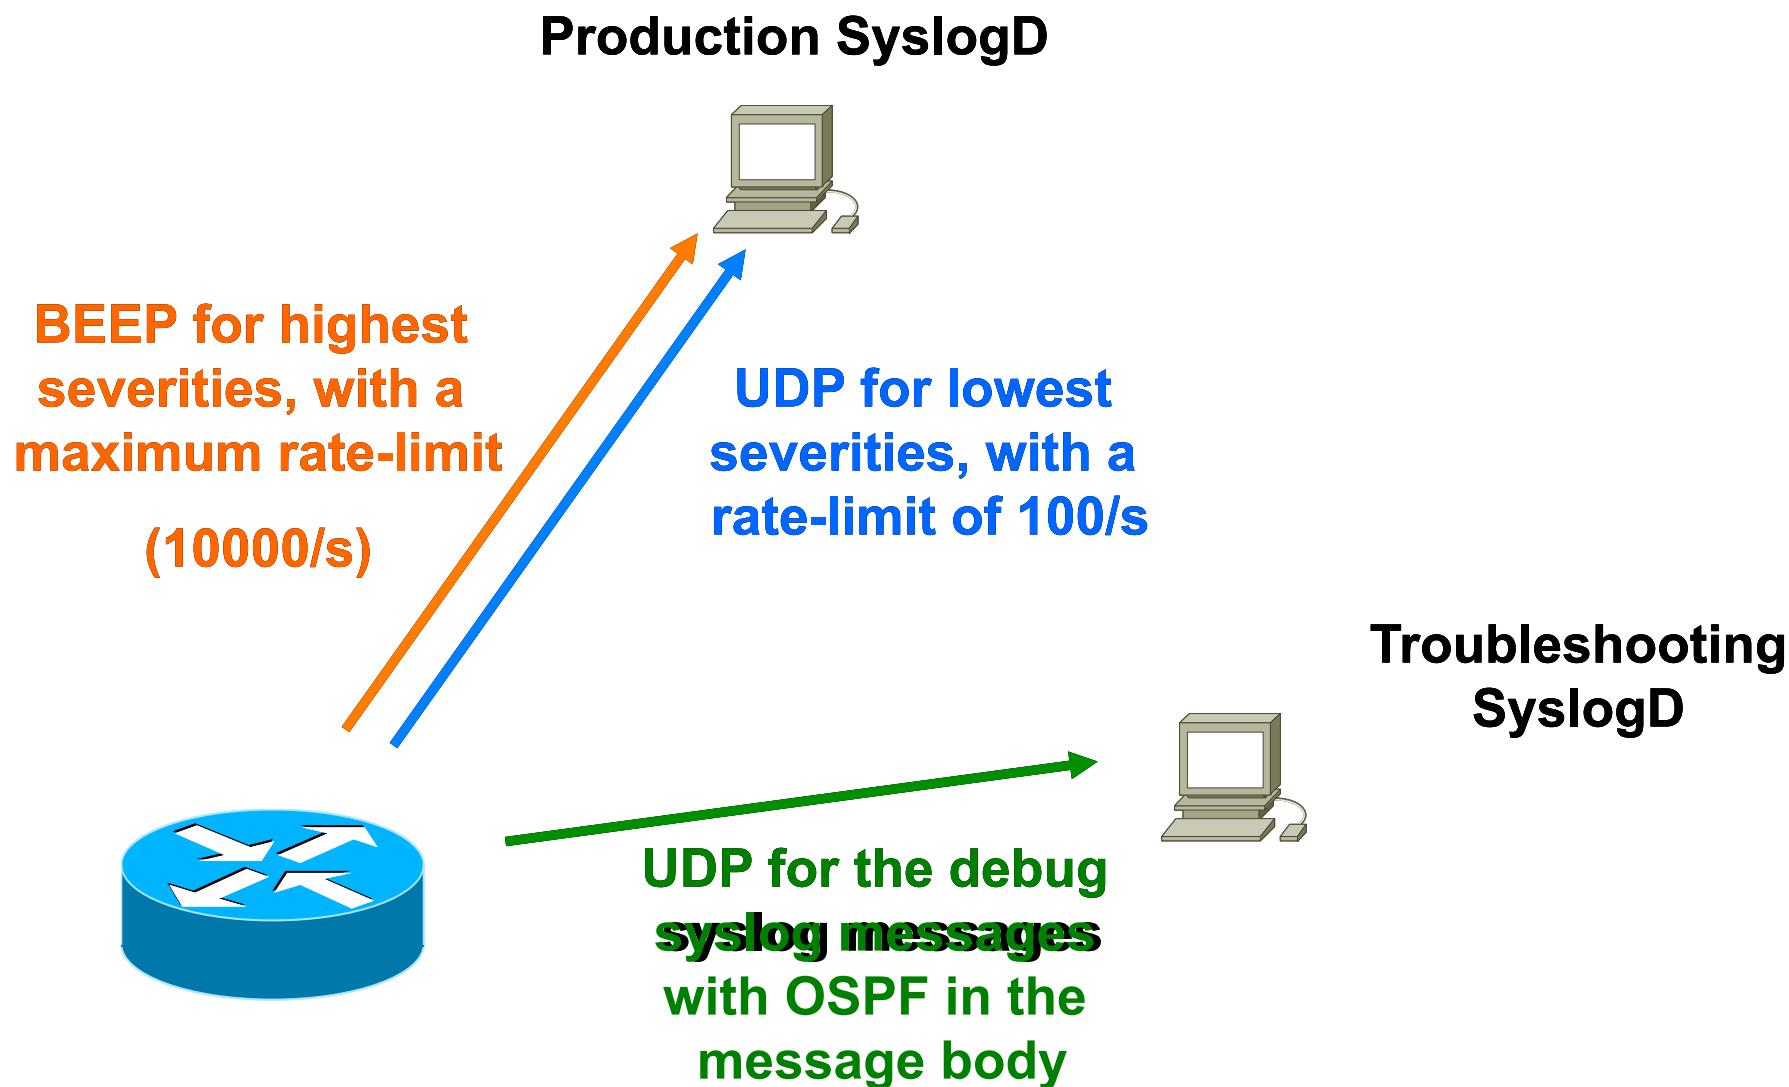 Production SyslogD
BEEP for highest
severities, with a
maximum rate-limit
(10000/s)
UDP for lowest
severities, with a
rate-limit of 100/s
Troubleshooting
SyslogD
UDP for the debug
syslog messages
with OSPF in the
message body